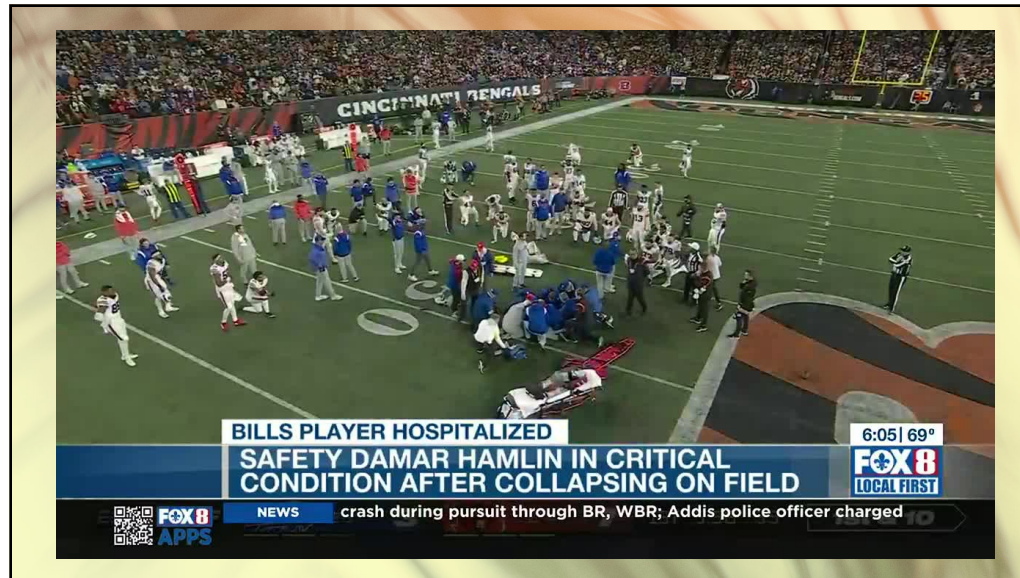 CINCINNATI BENGALS
BILLS PLAYER HOSPITALIZED
6:05 69°
SAFETY DAMAR HAMLIN IN CRITICAL
CONDITION AFTER COLLAPSING ON FIELD
FOX 8
LOCAL FIRST
FOX 8
APPS
NEWS
crash during pursuit through BR, WBR; Addis police officer charged